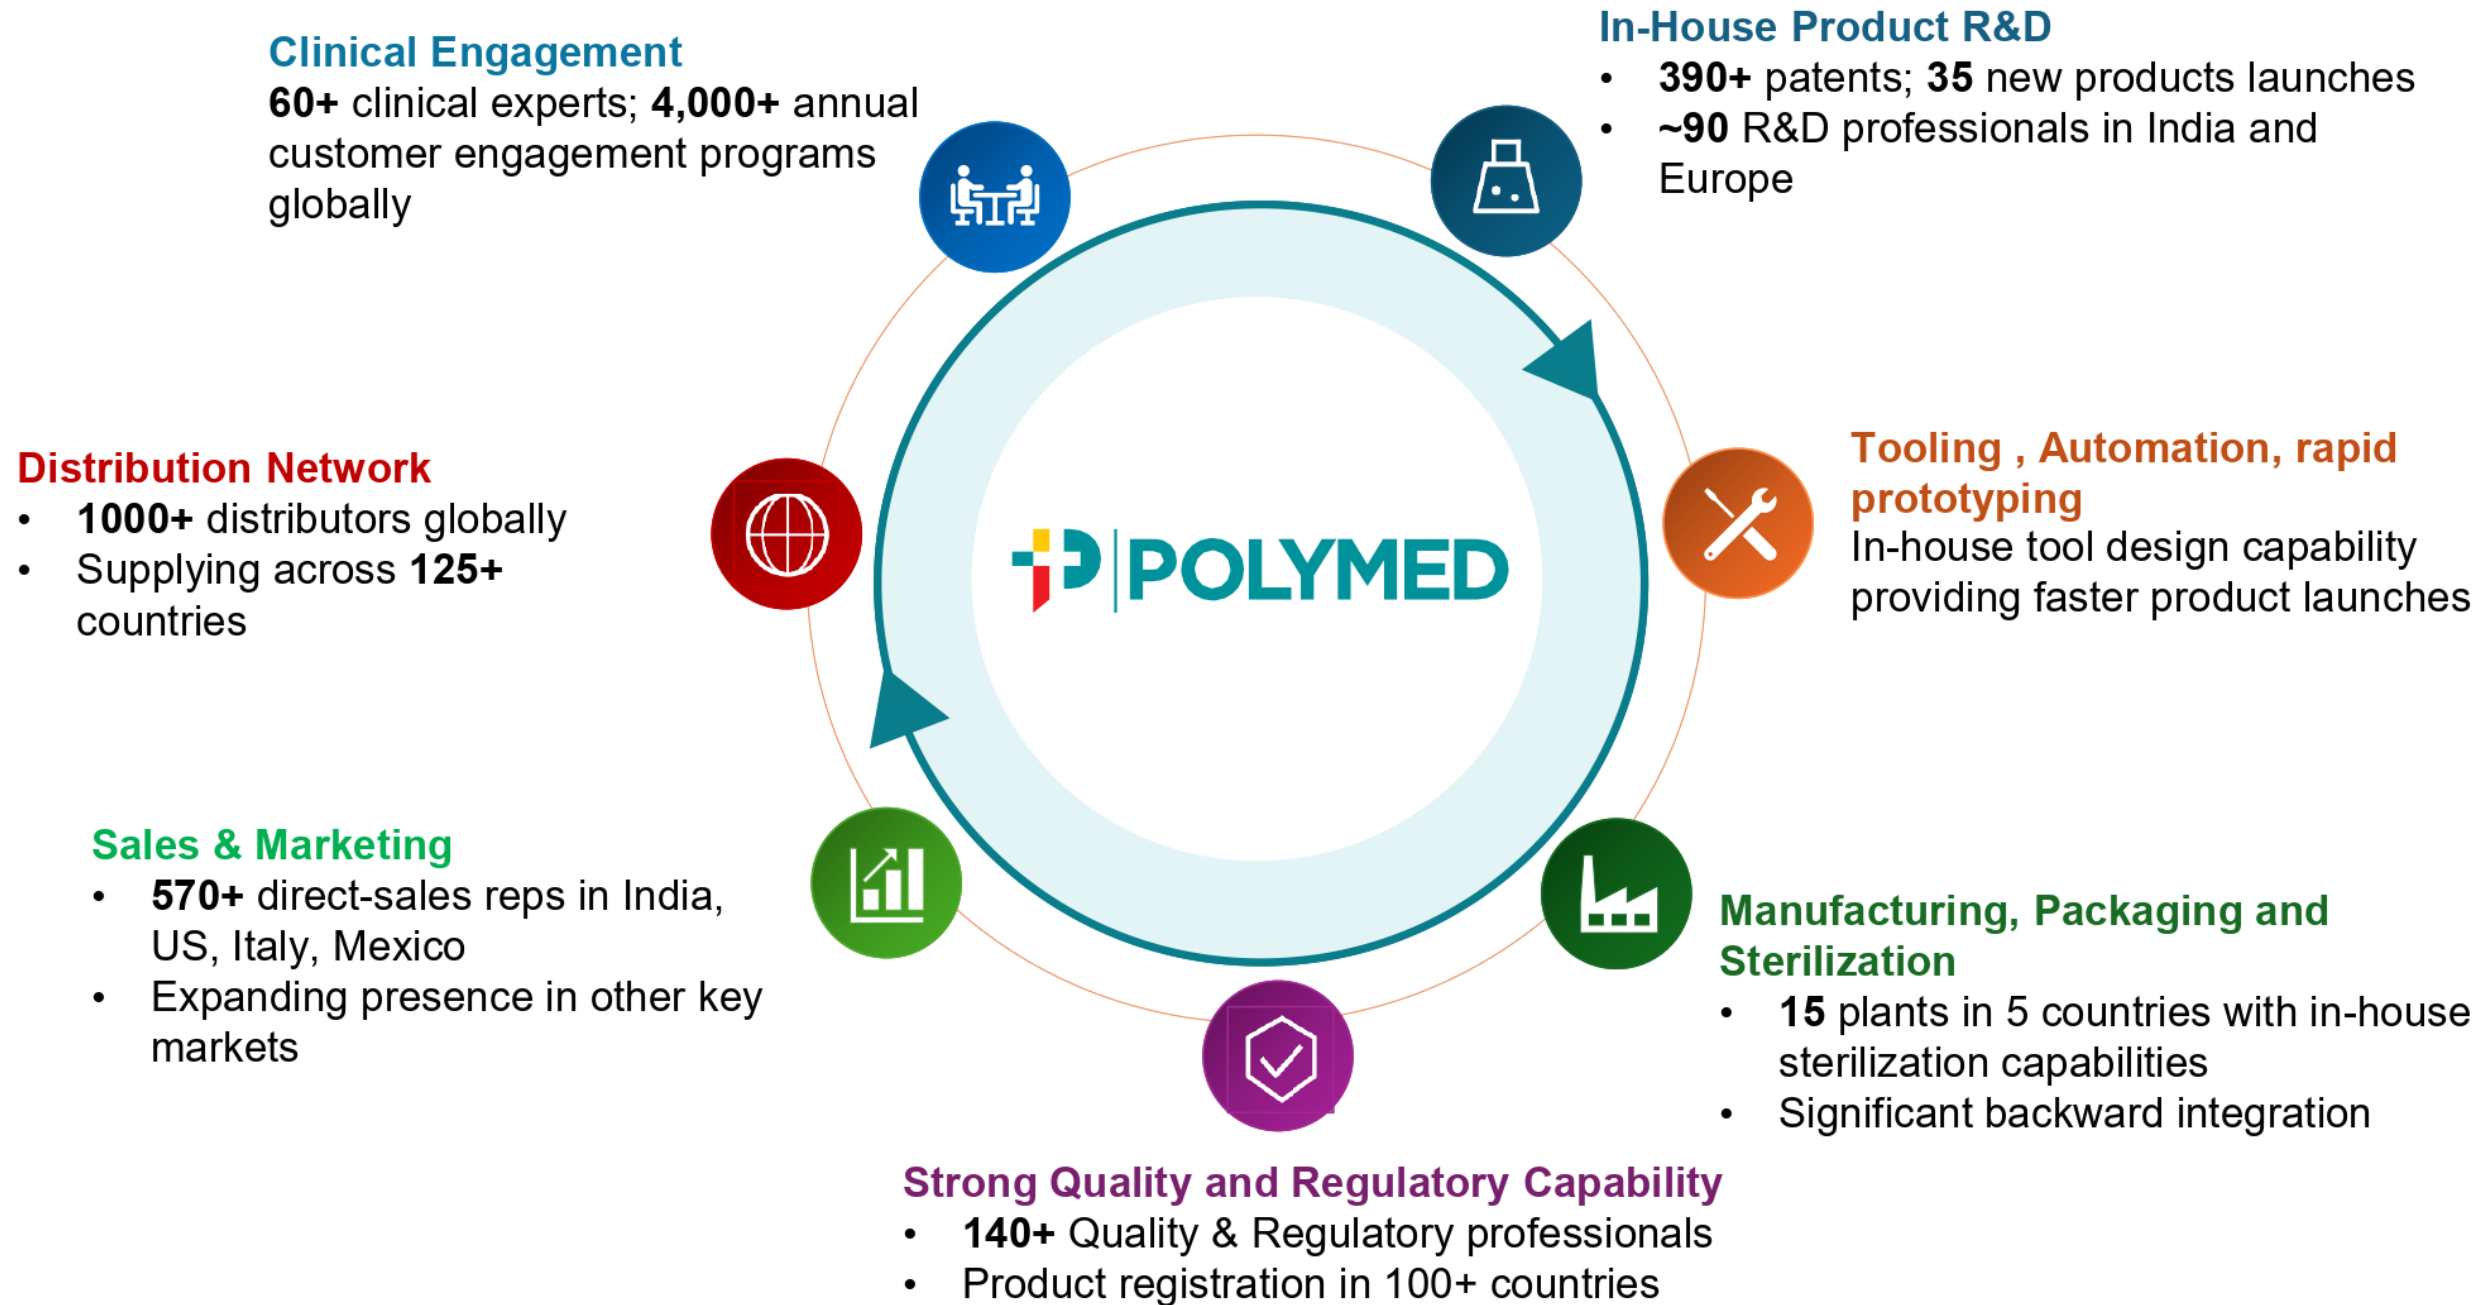 Clinical Engagement
60+ clinical experts; 4,000+ annual
customer engagement programs
globally
In-House Product R&D
• 390+ patents; 35 new products launches
• ~90 R&D professionals in India and
Europe
Tooling , Automation, rapid
prototyping
In-house tool design capability
providing faster product launches
Manufacturing, Packaging and
Sterilization
• 15 plants in 5 countries with in-house
sterilization capabilities
• Significant backward integration
Strong Quality and Regulatory Capability
• 140+ Quality & Regulatory professionals
• Product registration in 100+ countries
Sales & Marketing
• 570+ direct-sales reps in India,
US, Italy, Mexico
• Expanding presence in other key
markets
Distribution Network
• 1000+ distributors globally
• Supplying across 125+
countries
POLYMED